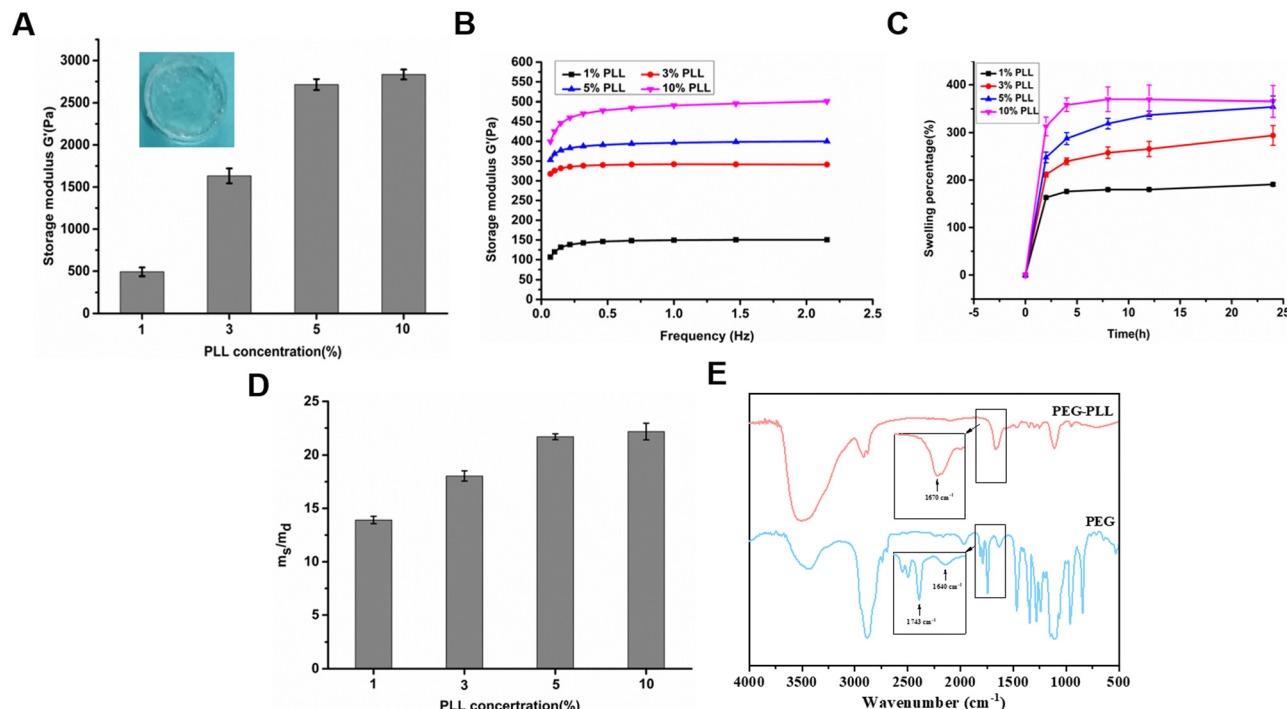 A
Storage modulus G'(Pa)
3000
2500
2000
1500
1000
500
0
1 3 5 10
PLL concentration(%)
B
Storage modulus G'(Pa)
600
550
500
450
400
350
300
250
200
150
100
50
0
1% PLL 3% PLL
5% PLL 10% PLL
0.0 0.5 1.0 1.5 2.0 2.5
Frequency (Hz)
C
Swelling percentage(%)
400
300
200
100
0
1% PLL
3% PLL
5% PLL
10% PLL
-5 0 5 10 15 20 25
Time(h)
D
ms/md
25
20
15
10
5
0
1 3 5 10
PLL concertration(%)
E
PEG-PLL
1670 cm⁻¹
PEG
1640 cm⁻¹
1743 cm⁻¹
4000 3500 3000 2500 2000 1500 1000 500
Wavenumber (cm⁻¹)